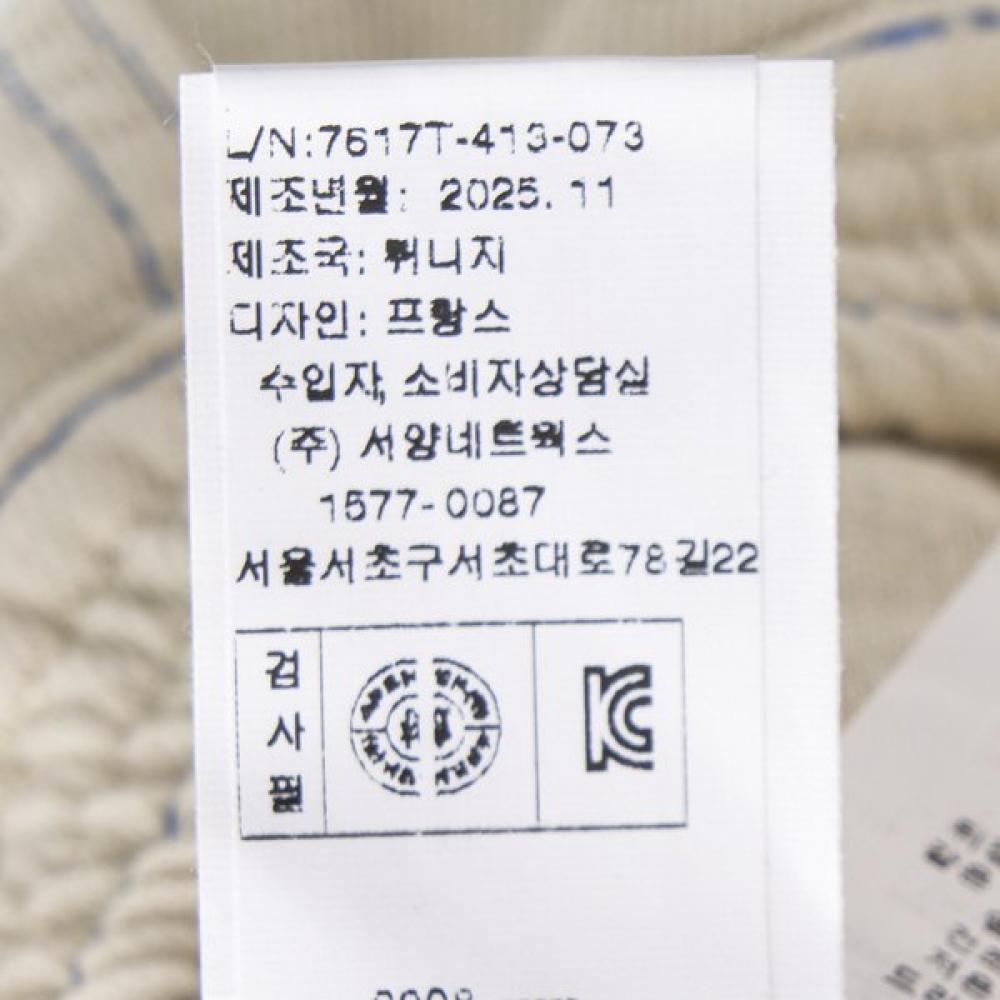 L/N:7617T-413-073
제조년월: 2025. 11
제조국: 튀니지
디자인: 프랑스
수입자, 소비자상담실
(주) 서양네트웍스
1577-0087
서울서초구서초대로78길22
검
사
필
KC